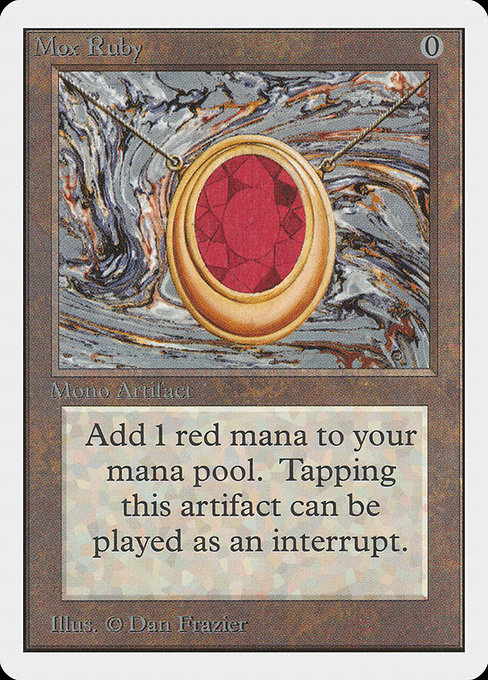 Mox Ruby 0
Mono Artifact
Add 1 red mana to your
mana pool. Tapping
this artifact can be
played as an interrupt.
Illus. © Dan Frazier